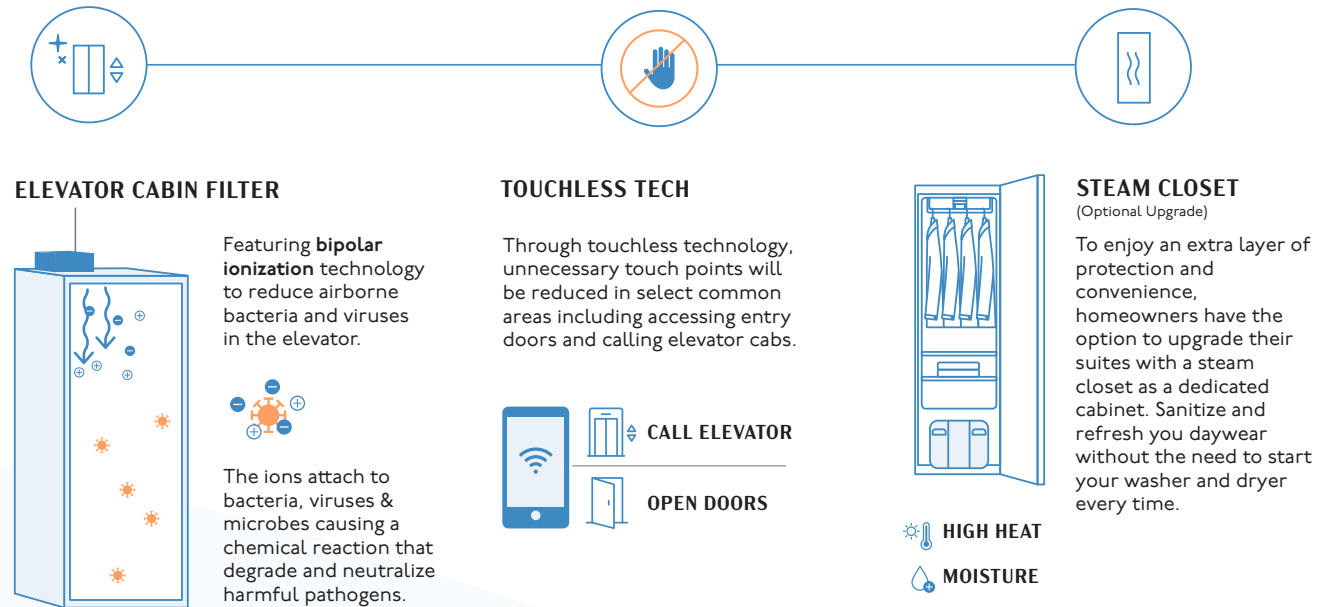 ELEVATOR CABIN FILTER
Featuring bipolar
ionization technology
to reduce airborne
bacteria and viruses
in the elevator.
The ions attach to
bacteria, viruses &
microbes causing a
chemical reaction that
degrade and neutralize
harmful pathogens.
TOUCHLESS TECH
Through touchless technology,
unnecessary touch points will
be reduced in select common
areas including accessing entry
doors and calling elevator cabs.
CALL ELEVATOR
OPEN DOORS
STEAM CLOSET
(Optional Upgrade)
To enjoy an extra layer of
protection and
convenience,
homeowners have the
option to upgrade their
suites with a steam
closet as a dedicated
cabinet. Sanitize and
refresh you daywear
without the need to start
your washer and dryer
every time.
HIGH HEAT
MOISTURE